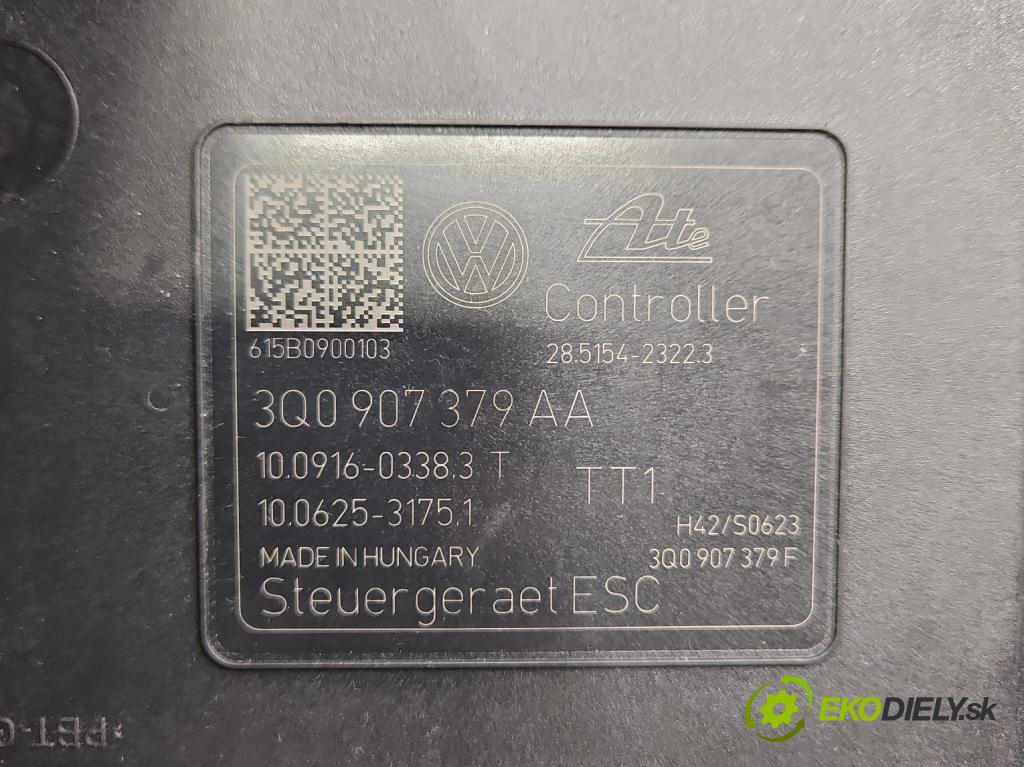 VW
Ate
Controller
615B0900103
28.5154-2322.3
3Q0 907 379 AA
10.0916-0338.3 T
TT1
10.0625-3175.1
H42/S0623
MADE IN HUNGARY
3Q0 907 379 F
Steuergeraet ESC
EKODIELY.sk